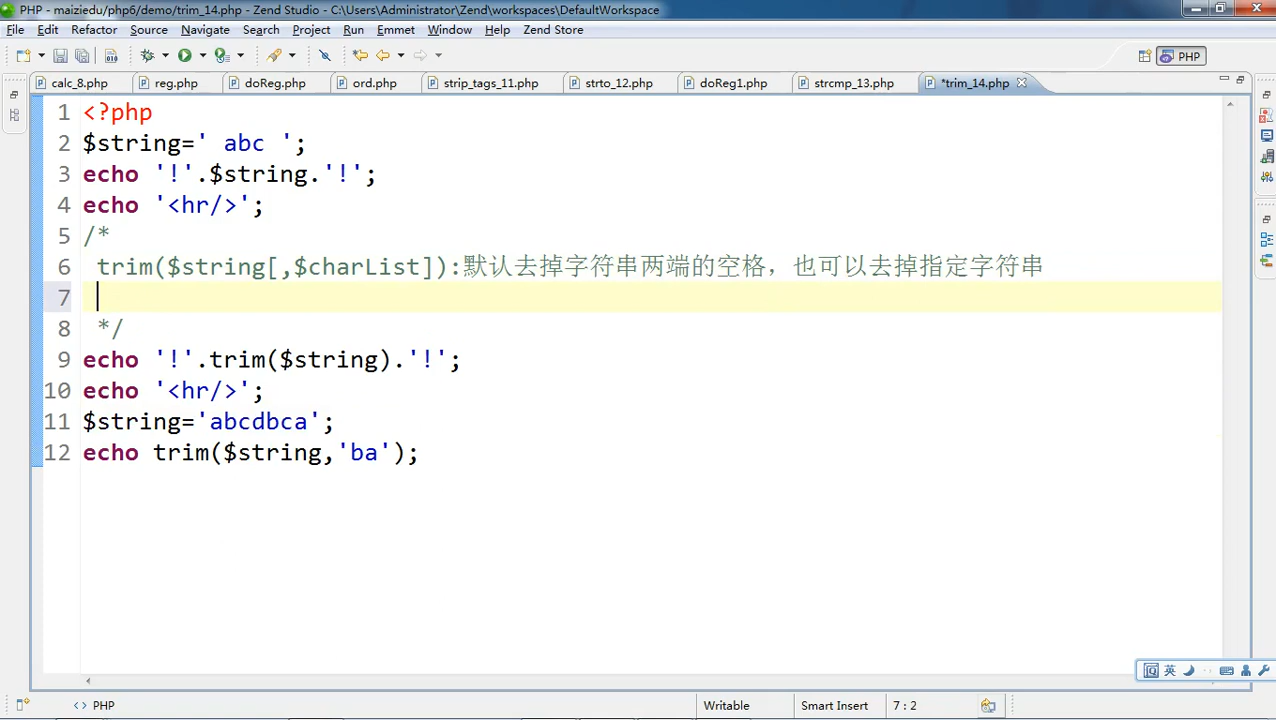 PHP - maiziedu/php6/demo/trim_14.php - Zend Studio - C:\Users\Administrator\Zend\workspaces\DefaultWorkspace
File Edit Refactor Source Navigate Search Project Run Emmet Window Help Zend Store
PHP
calc_8.php reg.php doReg.php ord.php strip_tags_11.php strto_12.php doReg1.php strcmp_13.php *trim_14.php
1 <?php
2 $string=' abc ';
3 echo '!'.$string.'!';
4 echo '<hr/>';
5 /*
6 trim($string[,$charList]):默认去掉字符串两端的空格，也可以去掉指定字符串
7
8 */
9 echo '!'.trim($string).'!';
10 echo '<hr/>';
11 $string='abcdbca';
12 echo trim($string,'ba');
英
<> PHP Writable Smart Insert 7 : 2